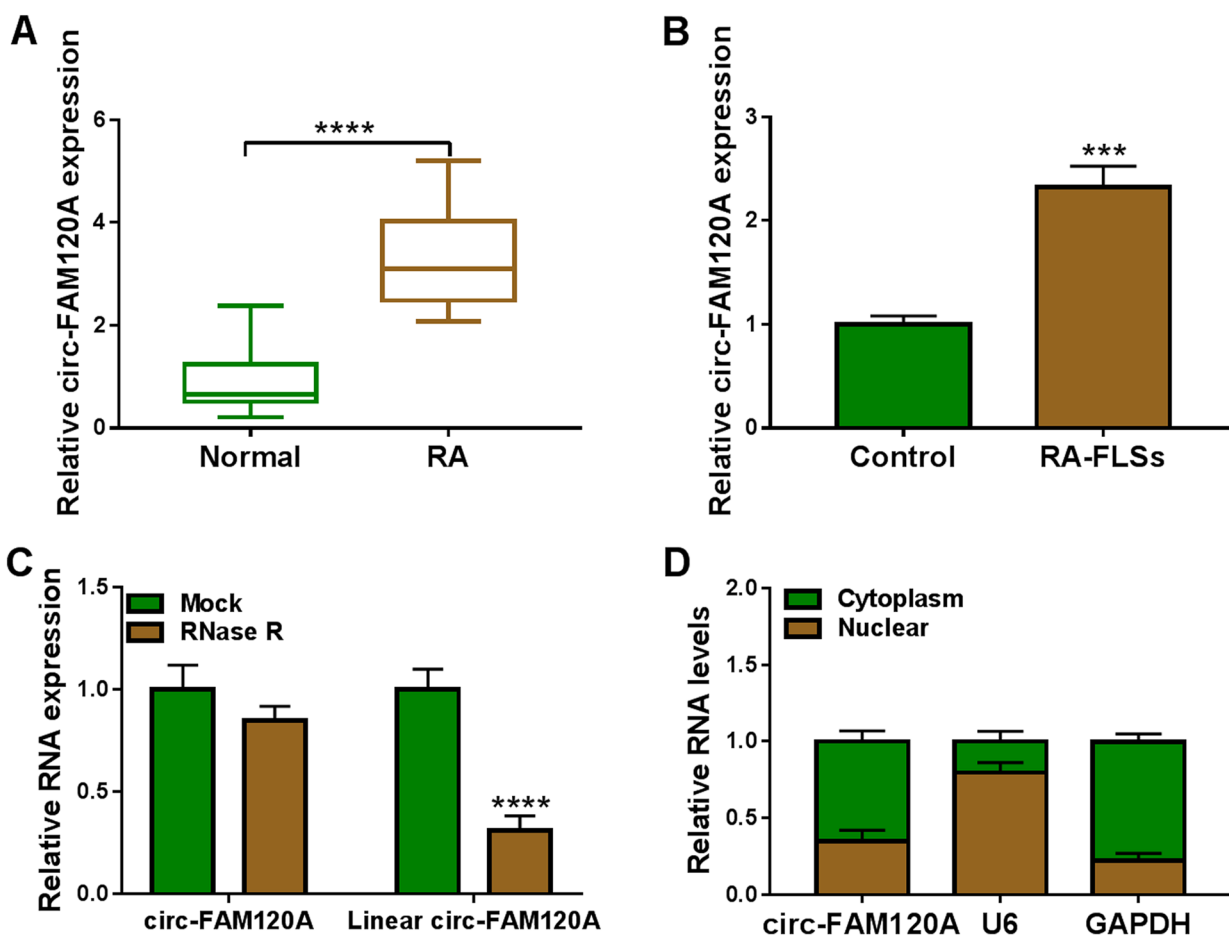 A
Relative circ-FAM120A expression
6
4
2
0
****
Normal
RA
B
Relative circ-FAM120A expression
3
2
1
0
***
Control
RA-FLSs
C
Relative RNA expression
1.5
1.0
0.5
0.0
Mock
RNase R
****
circ-FAM120A
Linear circ-FAM120A
D
Relative RNA levels
2.0
1.5
1.0
0.5
0.0
Cytoplasm
Nuclear
circ-FAM120A
U6
GAPDH